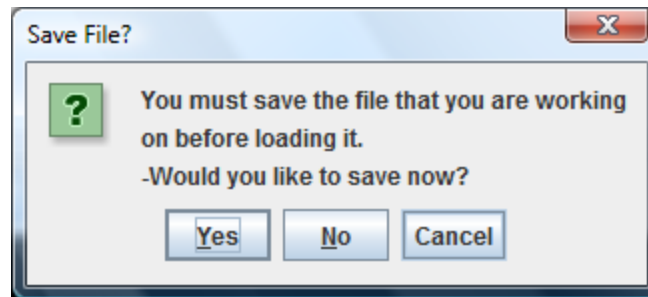 Save File?
You must save the file that you are working
on before loading it.
-Would you like to save now?
Yes No Cancel